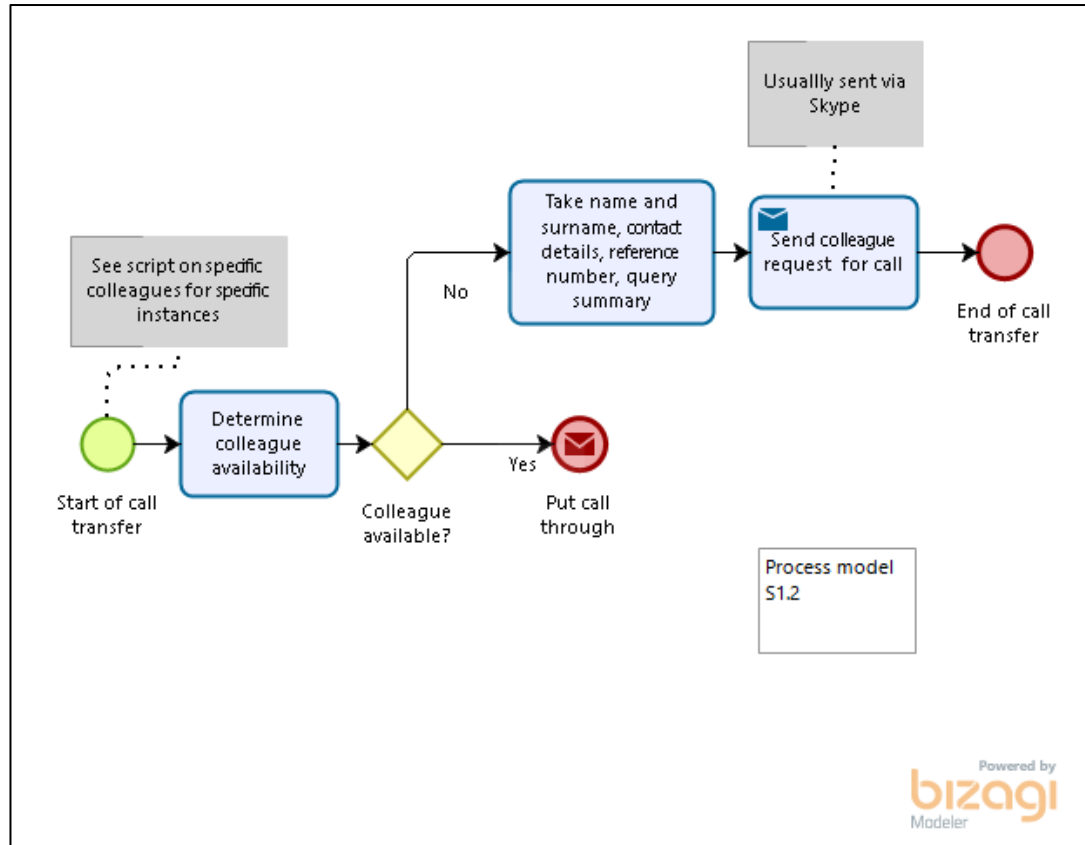 Usuallly sent via
Skype
Take name and
surname, contact
details, reference
number, query
summary
Send colleague
request for call
End of call
transfer
See script on specific
colleagues for specific
instances
No
Determine
colleague
availability
Yes
Start of call
transfer
Colleague
available?
Put call
through
Process model
S1.2
Powered by
bizagi
Modeler